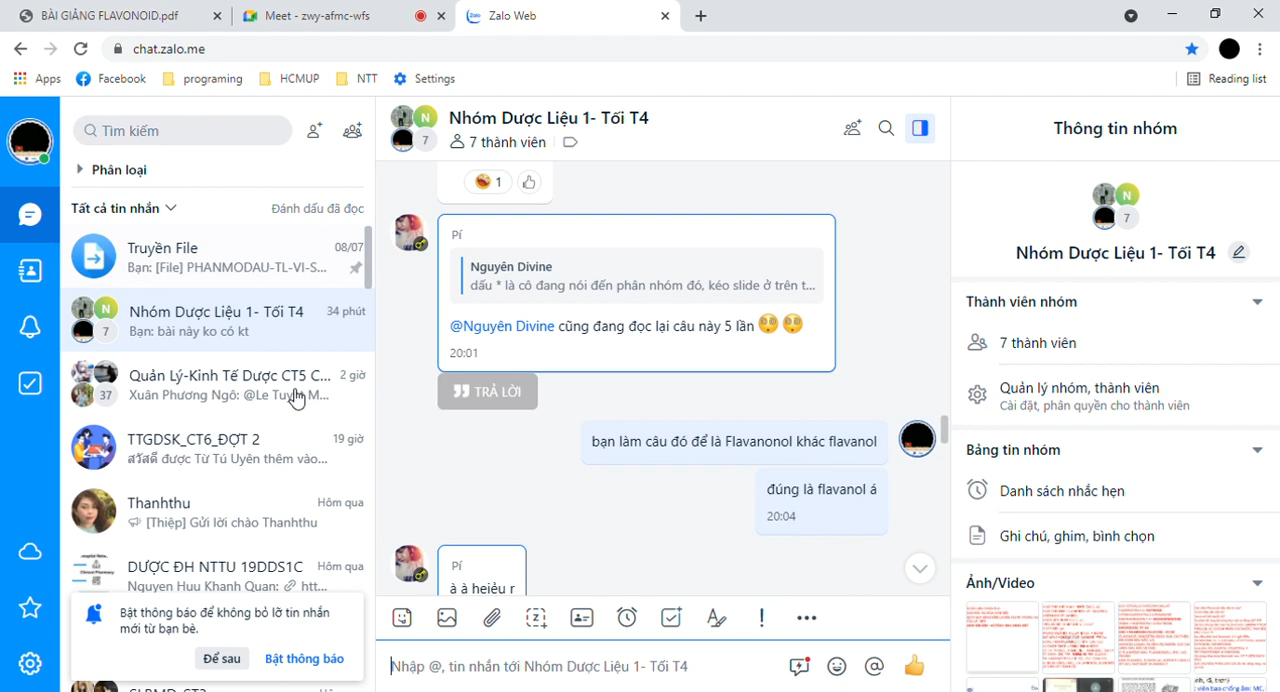 BÀI GIẢNG FLAVONOID.pdf
Meet - zwy-afmc-wfs
Zalo Web
chat.zalo.me
Apps
Facebook
programing
HCMUP
NTT
Settings
Reading list
Tìm kiếm
Phân loại
Tất cả tin nhắn
Đánh dấu đã đọc
Truyền File
08/07
Bạn: [File] PHANMODAU-TL-VI-S...
Nhóm Dược Liệu 1- Tối T4
34 phút
7
Bạn: bài này ko có kt
Quản Lý-Kinh Tế Dược CT5 C...
2 giờ
37
Xuân Phương Ngô: @Le M...
TTGDSK_CT6_ĐỢT 2
19 giờ
สวัสดี được Từ Tú Uyên thêm vào...
Thanhthu
Hôm qua
[Thiệp] Gửi lời chào Thanhthu
DƯỢC ĐH NTTU 19DDS1C
Hôm qua
Nguyen Huu Khanh Quan: htt...
Bật thông báo để không bỏ lỡ tin nhắn
mới từ bạn bè.
Để sau
Bật thông báo
N
7
Nhóm Dược Liệu 1- Tối T4
7 thành viên
1
Pí
Nguyên Divine
dấu * là cô đang nói đến phân nhóm đó, kéo slide ở trên t...
@Nguyên Divine cũng đang đọc lại câu này 5 lần
20:01
TRẢ LỜI
bạn làm câu đó để là Flavanonol khác flavanol
đúng là flavanol á
20:04
Pí
à à heiểu r
Nhập @, tin nhắn tới Nhóm Dược Liệu 1- Tối T4
Thông tin nhóm
N
7
Nhóm Dược Liệu 1- Tối T4
Thành viên nhóm
7 thành viên
Quản lý nhóm, thành viên
Cài đặt, phân quyền cho thành viên
Bảng tin nhóm
Danh sách nhắc hẹn
Ghi chú, ghim, bình chọn
Ảnh/Video